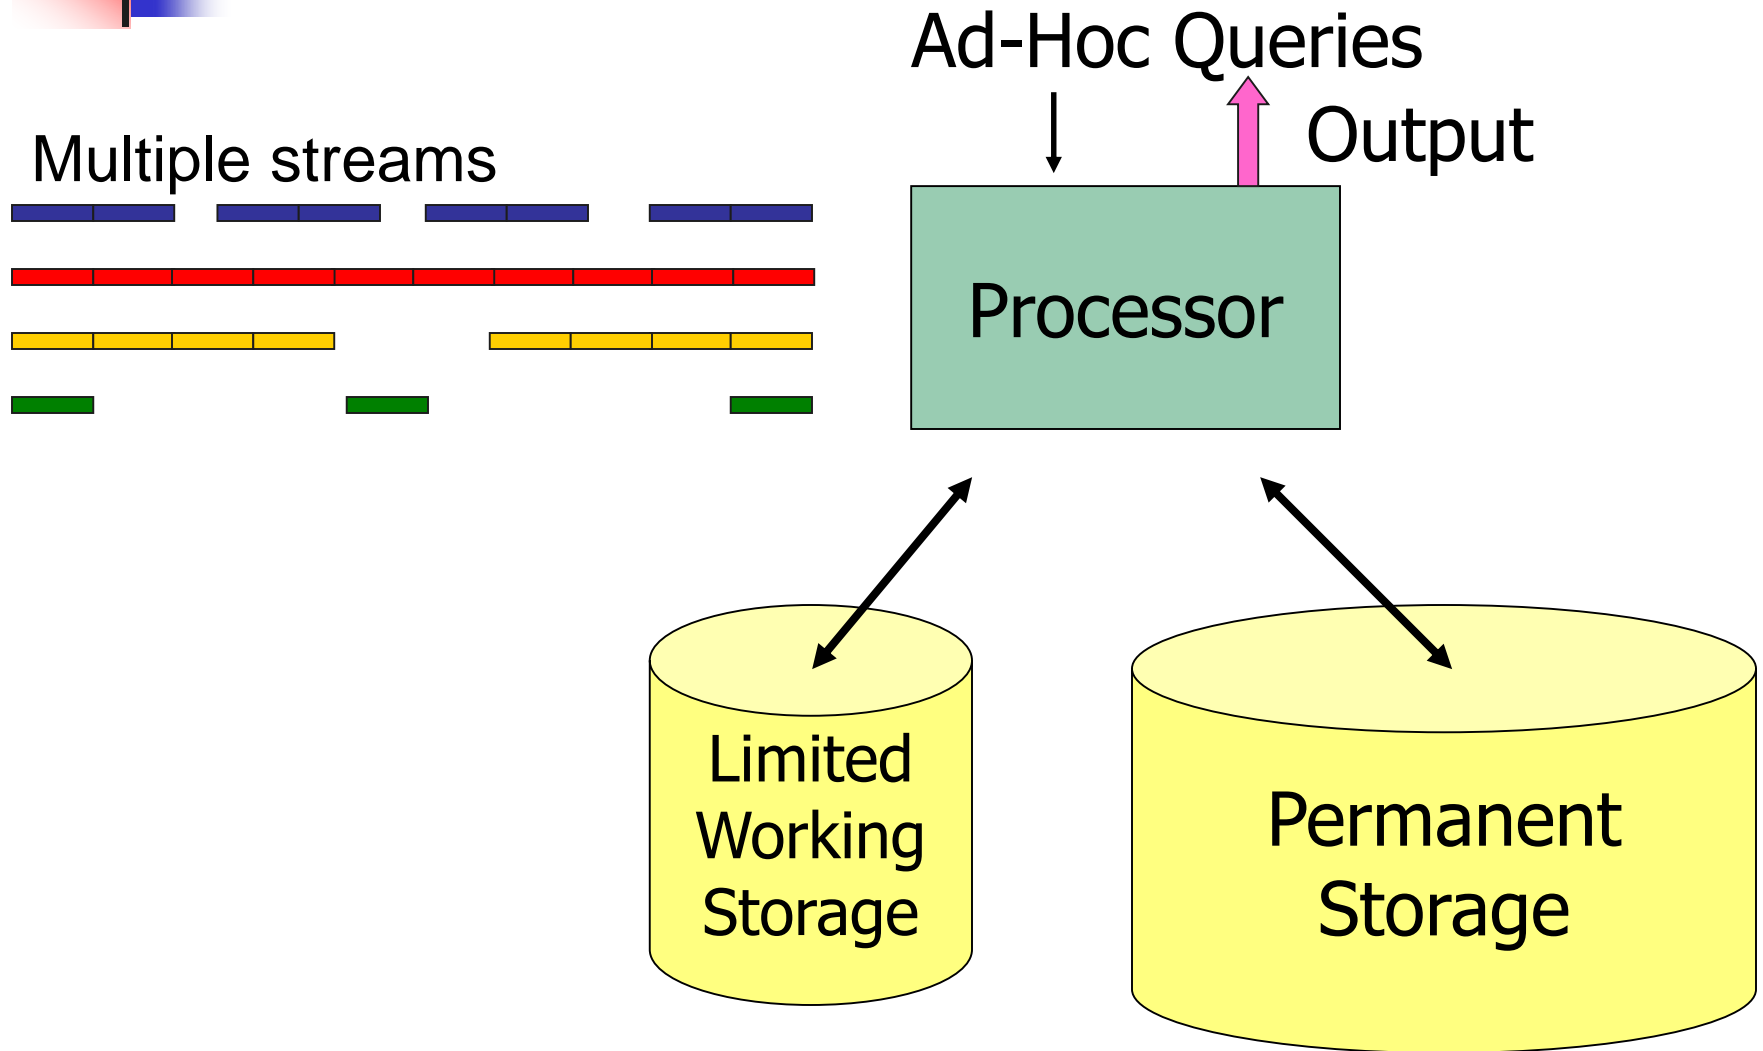 Ad-Hoc Queries
Output
Multiple streams
Processor
Limited
Working
Storage
Permanent
Storage